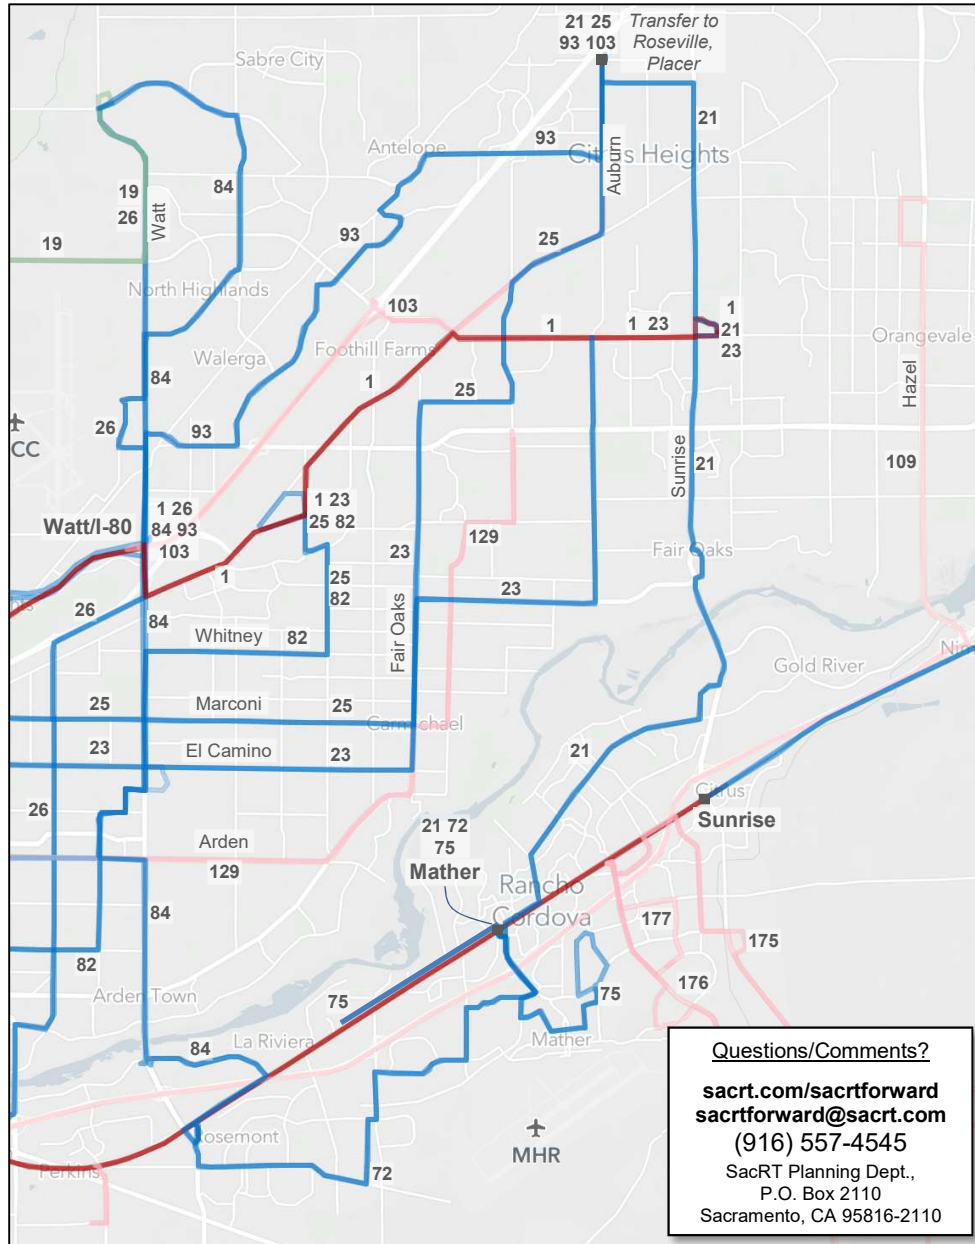 21 25
93 103
Transfer to
Roseville,
Placer
Sabre City
21
93
Antelope
Citrus Heights
Auburn
84
19
26
Watt
93
19
25
North Highlands
103
1
1 23
1
21
23
Orangevale
Foothill Farms
Walerga
Hazel
84
1
25
26
93
CC
Sunrise
21
109
1 26
84 93
103
Watt/I-80
1 23
25 82
129
Fair Oaks
23
1
25
82
26
84
23
Whitney
82
Fair Oaks
Gold River
25
Marconi
25
Carmichael
23
El Camino
23
21
26
Citrus
Sunrise
Arden
129
21 72
75
Mather
Rancho
Cordova
84
177
175
82
176
Arden Town
75
75
La Riviera
Mather
84
Rosemont
MHR
Perkins
72
Questions/Comments?
sacrt.com/sacrtforward
sacrtforward@sacrt.com
(916) 557-4545
SacRT Planning Dept.,
P.O. Box 2110
Sacramento, CA 95816-2110